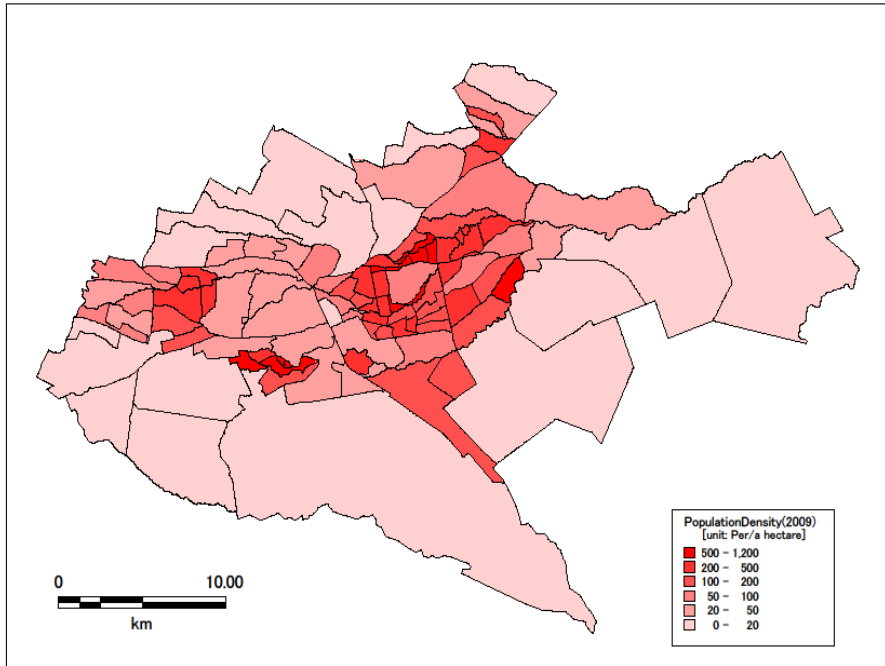 PopulationDensity(2009)
[unit: Per/a hectare]
500 - 1,200
200 - 500
100 - 200
50 - 100
20 - 50
0 - 20
0 10.00
km